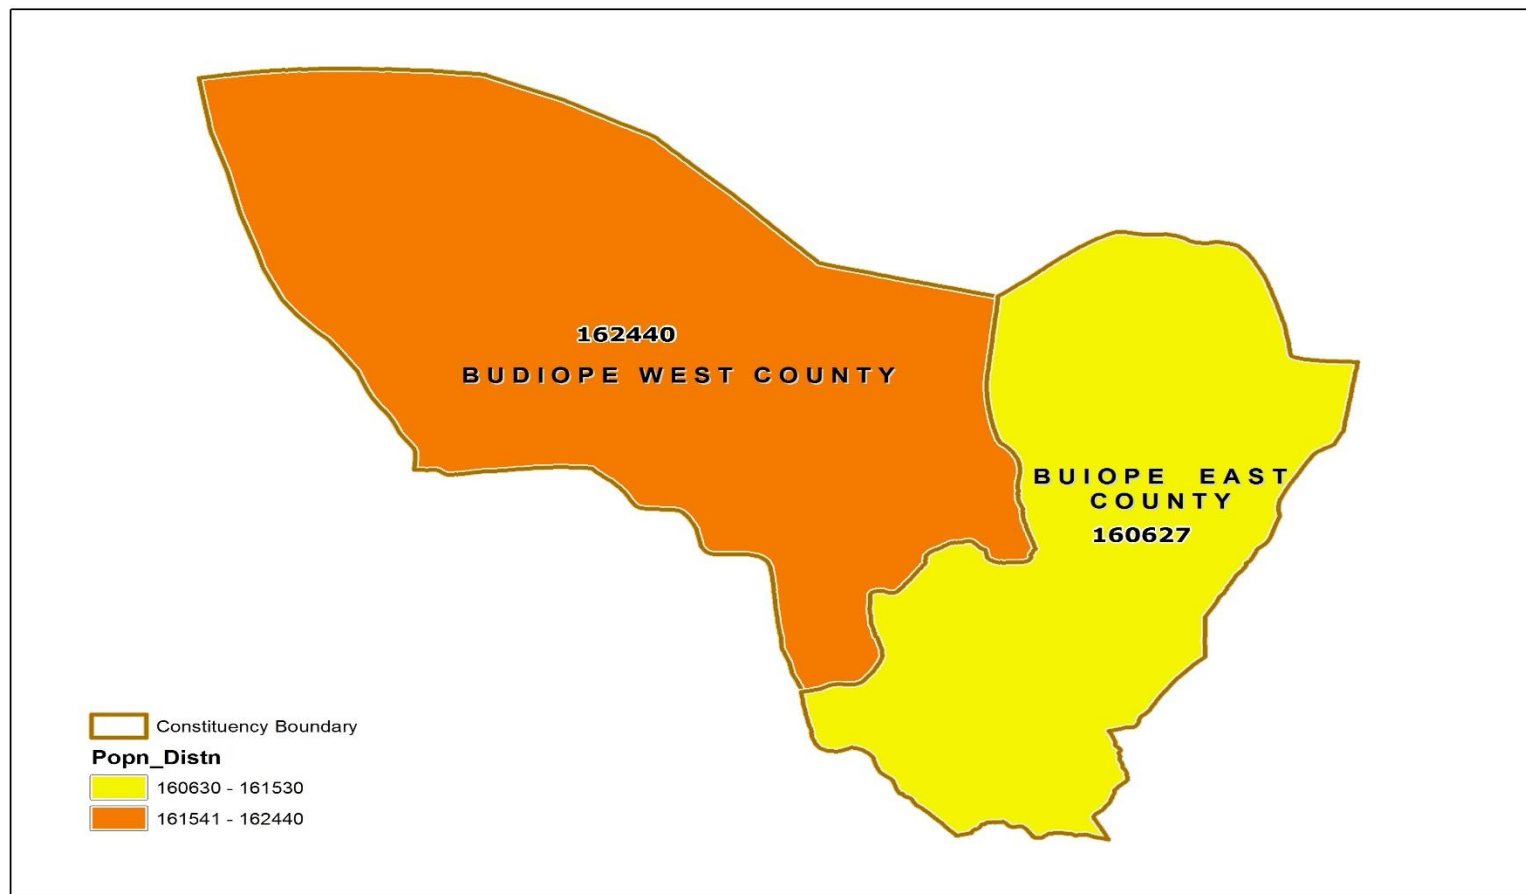 162440
BUDIOPE WEST COUNTY
BUIOPE EAST
COUNTY
160627
Constituency Boundary
Popn_Distn
160630 - 161530
161541 - 162440